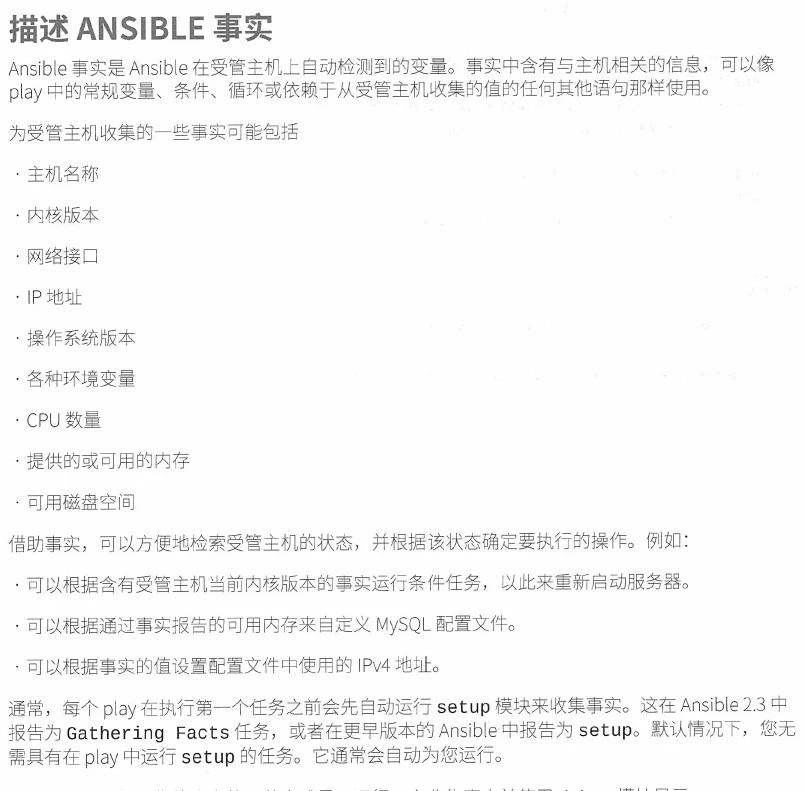 描述 ANSIBLE 事实
Ansible 事实是 Ansible 在受管主机上自动检测到的变量。事实中含有与主机相关的信息，可以像
play 中的常规变量、条件、循环或依赖于从受管主机收集的值的任何其他语句那样使用。
为受管主机收集的一些事实可能包括
· 主机名称
· 内核版本
· 网络接口
· IP 地址
· 操作系统版本
· 各种环境变量
· CPU 数量
· 提供的或可用的内存
· 可用磁盘空间
借助事实，可以方便地检索受管主机的状态，并根据该状态确定要执行的操作。例如：
· 可以根据含有受管主机当前内核版本的事实运行条件任务，以此来重新启动服务器。
· 可以根据通过事实报告的可用内存来自定义 MySQL 配置文件。
· 可以根据事实的值设置配置文件中使用的 IPv4 地址。
通常，每个 play 在执行第一个任务之前会先自动运行 setup 模块来收集事实。这在 Ansible 2.3 中
报告为 Gathering Facts 任务，或者在更早版本的 Ansible 中报告为 setup。默认情况下，您无
需具有在 play 中运行 setup 的任务。它通常会自动为您运行。